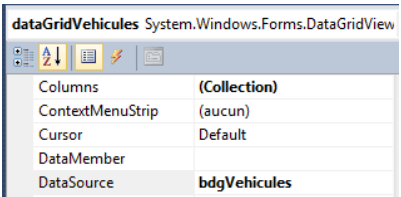 dataGridVehicules System.Windows.Forms.DataGridView
Columns (Collection)
ContextMenuStrip (aucun)
Cursor Default
DataMember
DataSource bdgVehicules